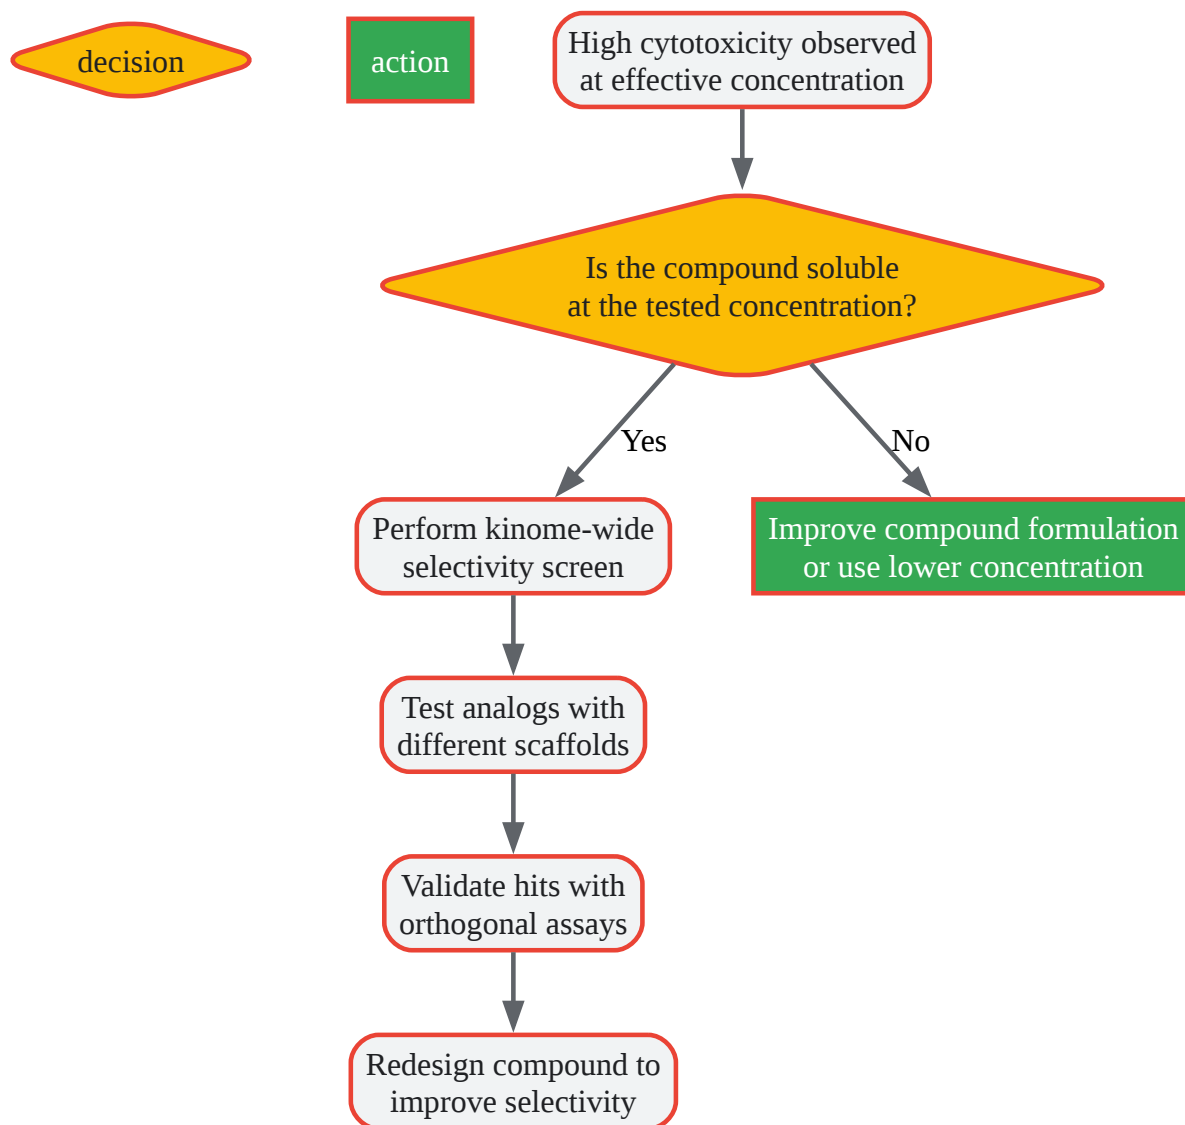 decision
action
High cytotoxicity observed
at effective concentration
Is the compound soluble
at the tested concentration?
Yes
No
Perform kinome-wide
selectivity screen
Improve compound formulation
or use lower concentration
Test analogs with
different scaffolds
Validate hits with
orthogonal assays
Redesign compound to
improve selectivity